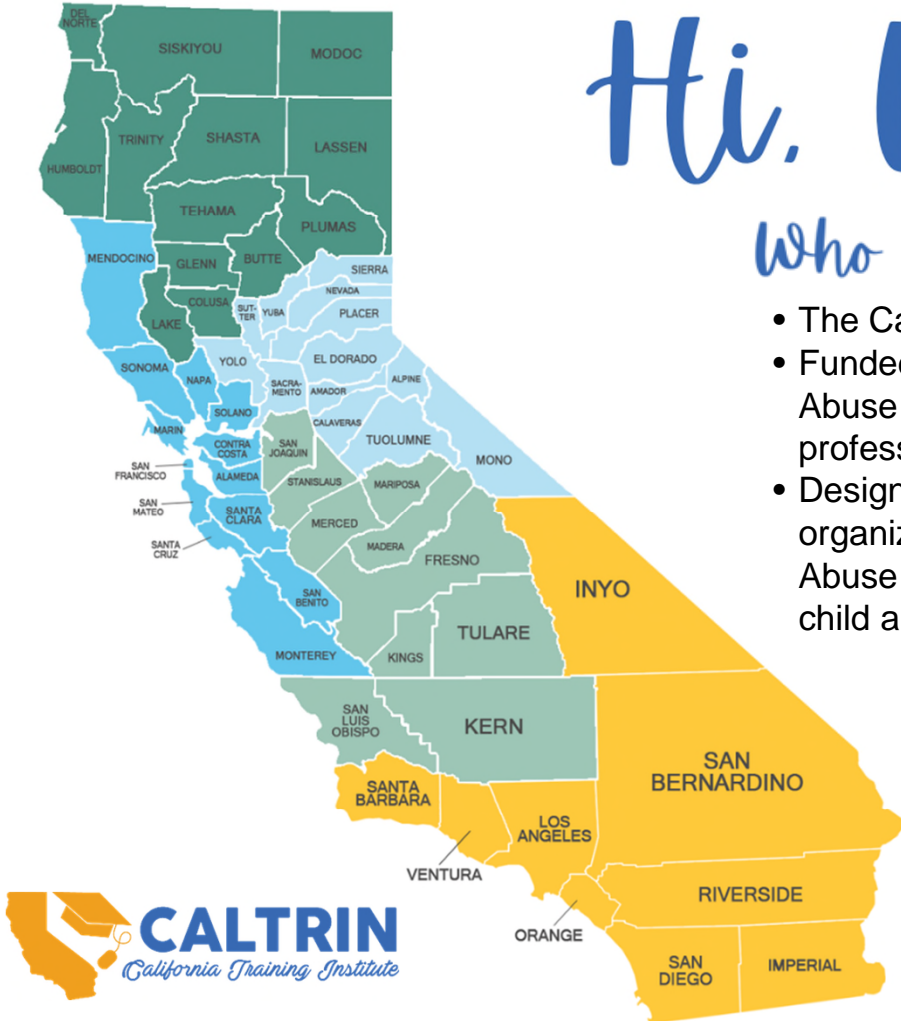 Hi,
Who
• The Ca
• Funded
Abuse
profess
• Design
organiz
Abuse
child a
DEL
NORTE
SISKIYOU
MODOC
HUMBOLDT
TRINITY
SHASTA
LASSEN
TEHAMA
PLUMAS
MENDOCINO
GLENN
BUTTE
SIERRA
NEVADA
COLUSA
SUT-
TER
YUBA
PLACER
LAKE
SONOMA
NAPA
YOLO
EL DORADO
SACRA-
MENTO
AMADOR
ALPINE
SOLANO
MARIN
CALAVERAS
CONTRA
COSTA
SAN
JOAQUIN
TUOLUMNE
MONO
SAN
FRANCISCO
ALAMEDA
STANISLAUS
MARIPOSA
SAN
MATEO
SANTA
CLARA
MERCED
SANTA
CRUZ
MADERA
FRESNO
SAN
BENITO
INYO
MONTEREY
KINGS
TULARE
SAN
LUIS
OBISPO
KERN
SANTA
BARBARA
SAN
BERNARDINO
LOS
ANGELES
VENTURA
RIVERSIDE
ORANGE
SAN
DIEGO
IMPERIAL
CALTRIN
California Training Institute